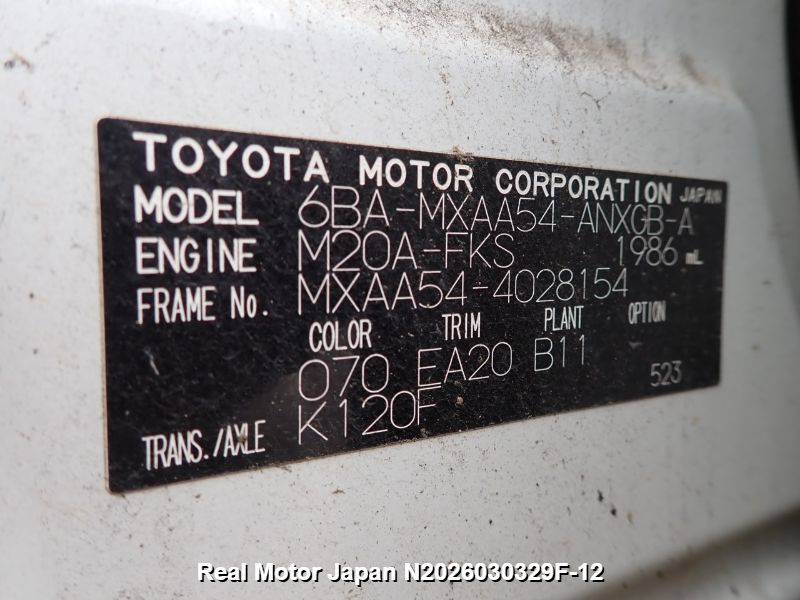 TOYOTA MOTOR CORPORATION JAPAN
MODEL 6BA-MXAA54-ANXGB-A
ENGINE M20A-FKS 1986 mL
FRAME No. MXAA54-4028154
COLOR TRIM PLANT OPTION
070 EA20 B11 523
TRANS./AXLE K120F
Real Motor Japan N2026030329F-12